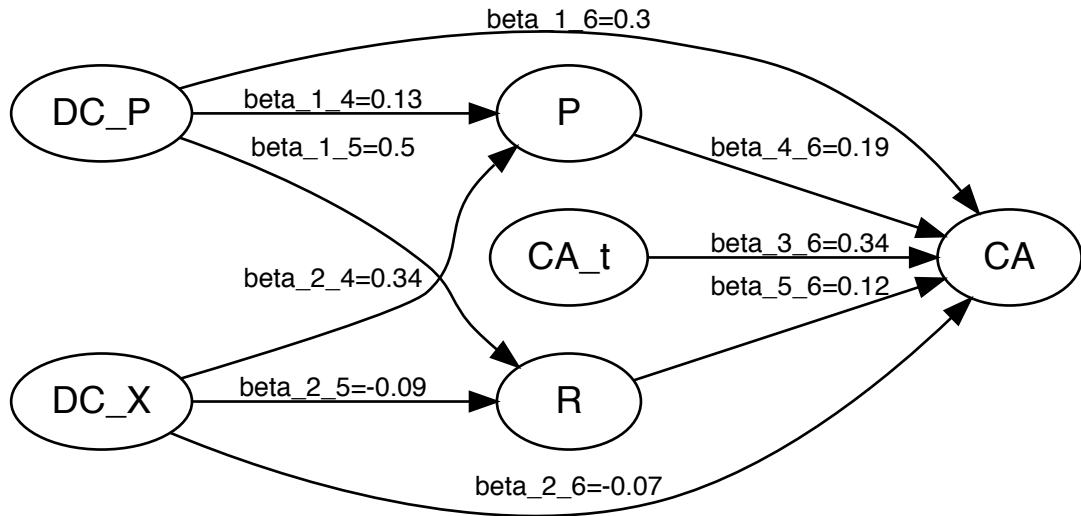 beta_1_6=0.3
DC_P
beta_1_4=0.13
P
beta_1_5=0.5
beta_4_6=0.19
CA_t
beta_3_6=0.34
CA
beta_2_4=0.34
beta_5_6=0.12
DC_X
beta_2_5=-0.09
R
beta_2_6=-0.07